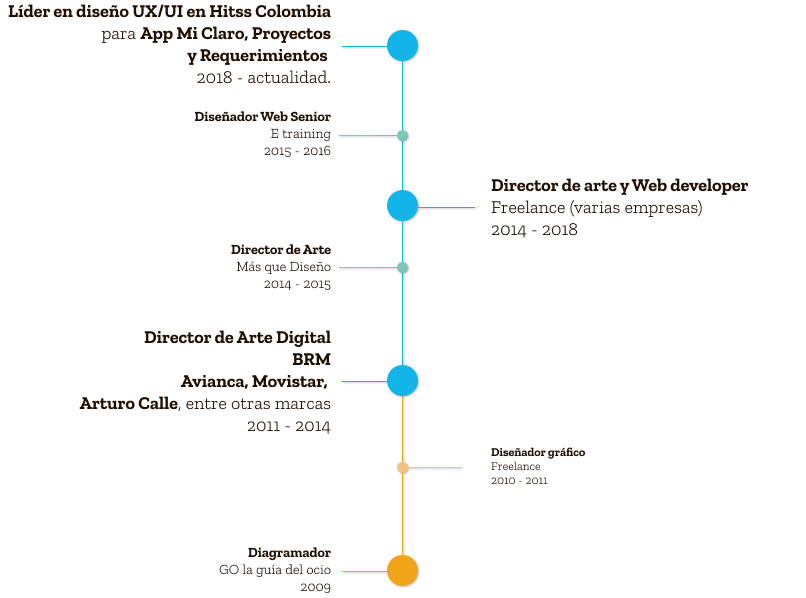 Líder en diseño UX/UI en Hitss Colombia
para App Mi Claro, Proyectos
y Requerimientos
2018 - actualidad.
Diseñador Web Senior
E training
2015 - 2016
Director de arte y Web developer
Freelance (varias empresas)
2014 - 2018
Director de Arte
Más que Diseño
2014 - 2015
Director de Arte Digital
BRM
Avianca, Movistar,
Arturo Calle, entre otras marcas
2011 - 2014
Diseñador gráfico
Freelance
2010 - 2011
Diagramador
GO la guía del ocio
2009